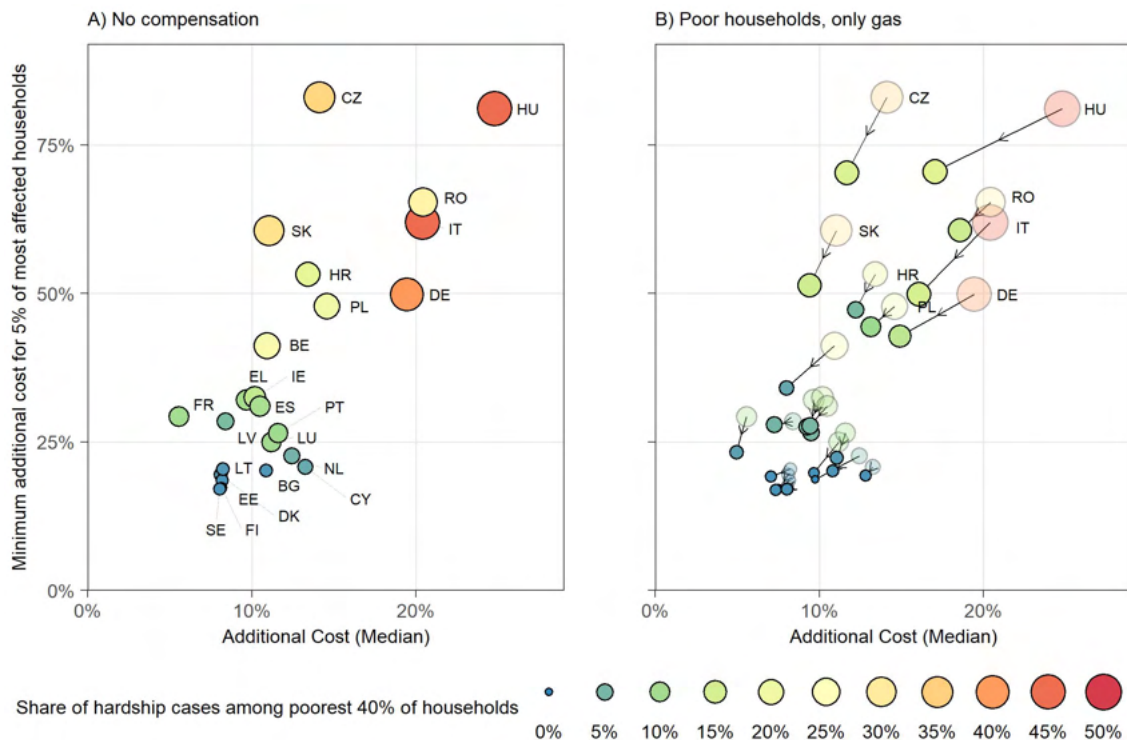 A) No compensation
B) Poor households, only gas
Minimum additional cost for 5% of most affected households
75%
50%
25%
0%
CZ
HU
RO
IT
SK
HR
DE
PL
BE
EL
IE
FR
ES
PT
LV
LU
LT
NL
BG
EE
CY
DK
SE
FI
0%
10%
20%
Additional Cost (Median)
CZ
HU
RO
IT
SK
HR
DE
PL
0%
10%
20%
Additional Cost (Median)
Share of hardship cases among poorest 40% of households
0% 5% 10% 15% 20% 25% 30% 35% 40% 45% 50%